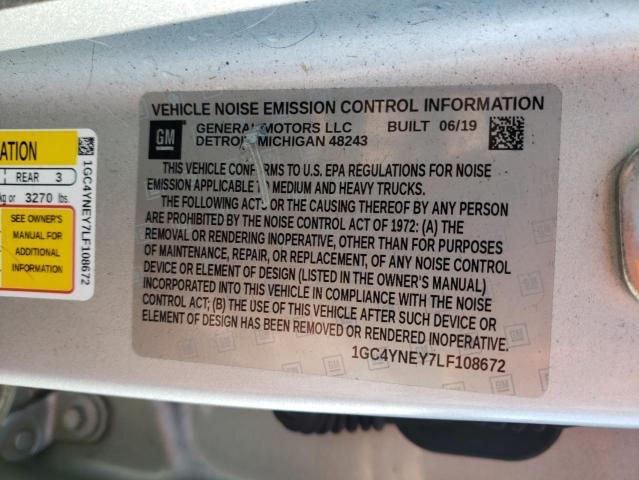 ATION
REAR 3
kg or 3270 lbs.
SEE OWNER'S
MANUAL FOR
ADDITIONAL
INFORMATION
1GC4YNEY7LF108672
VEHICLE NOISE EMISSION CONTROL INFORMATION
GM
GENERAL MOTORS LLC BUILT 06/19
DETROIT, MICHIGAN 48243
THIS VEHICLE CONFERMS TO U.S. EPA REGULATIONS FOR NOISE
EMISSION APPLICABLE TO MEDIUM AND HEAVY TRUCKS.
THE FOLLOWING ACTS OR THE CAUSING THEREOF BY ANY PERSON
ARE PROHIBITED BY THE NOISE CONTROL ACT OF 1972: (A) THE
REMOVAL OR RENDERING INOPERATIVE, OTHER THAN FOR PURPOSES
OF MAINTENANCE, REPAIR, OR REPLACEMENT, OF ANY NOISE CONTROL
DEVICE OR ELEMENT OF DESIGN (LISTED IN THE OWNER'S MANUAL)
INCORPORATED INTO THIS VEHICLE IN COMPLIANCE WITH THE NOISE
CONTROL ACT; (B) THE USE OF THIS VEHICLE AFTER SUCH DEVICE OR
ELEMENT OF DESIGN HAS BEEN REMOVED OR RENDERED INOPERATIVE.
1GC4YNEY7LF108672